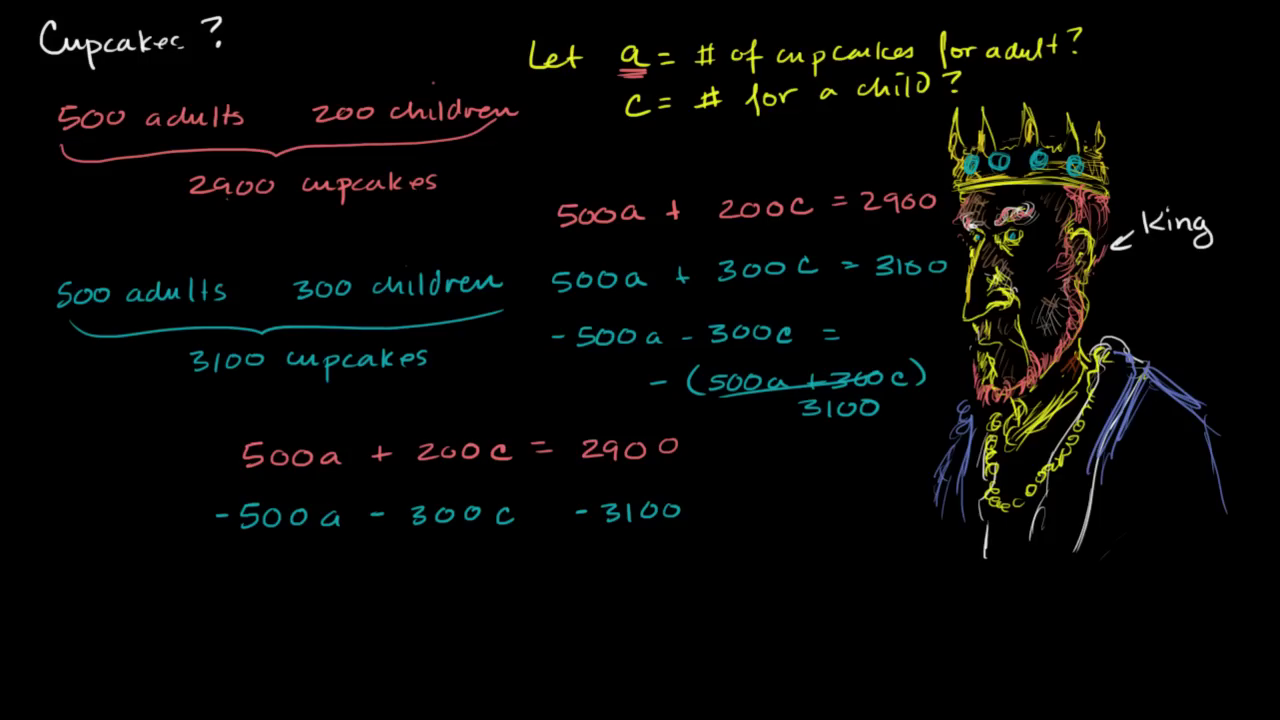 Cupcakes?
Let a = # of cupcakes for adult?
c = # for a child?
500 adults 200 children
2900 cupcakes
500a + 200c = 2900
King
500 adults 300 children
3100 cupcakes
500a + 300c = 3100
-500a - 300c =
- (500a + 300c)
3100
500a + 200c = 2900
-500a - 300c -3100